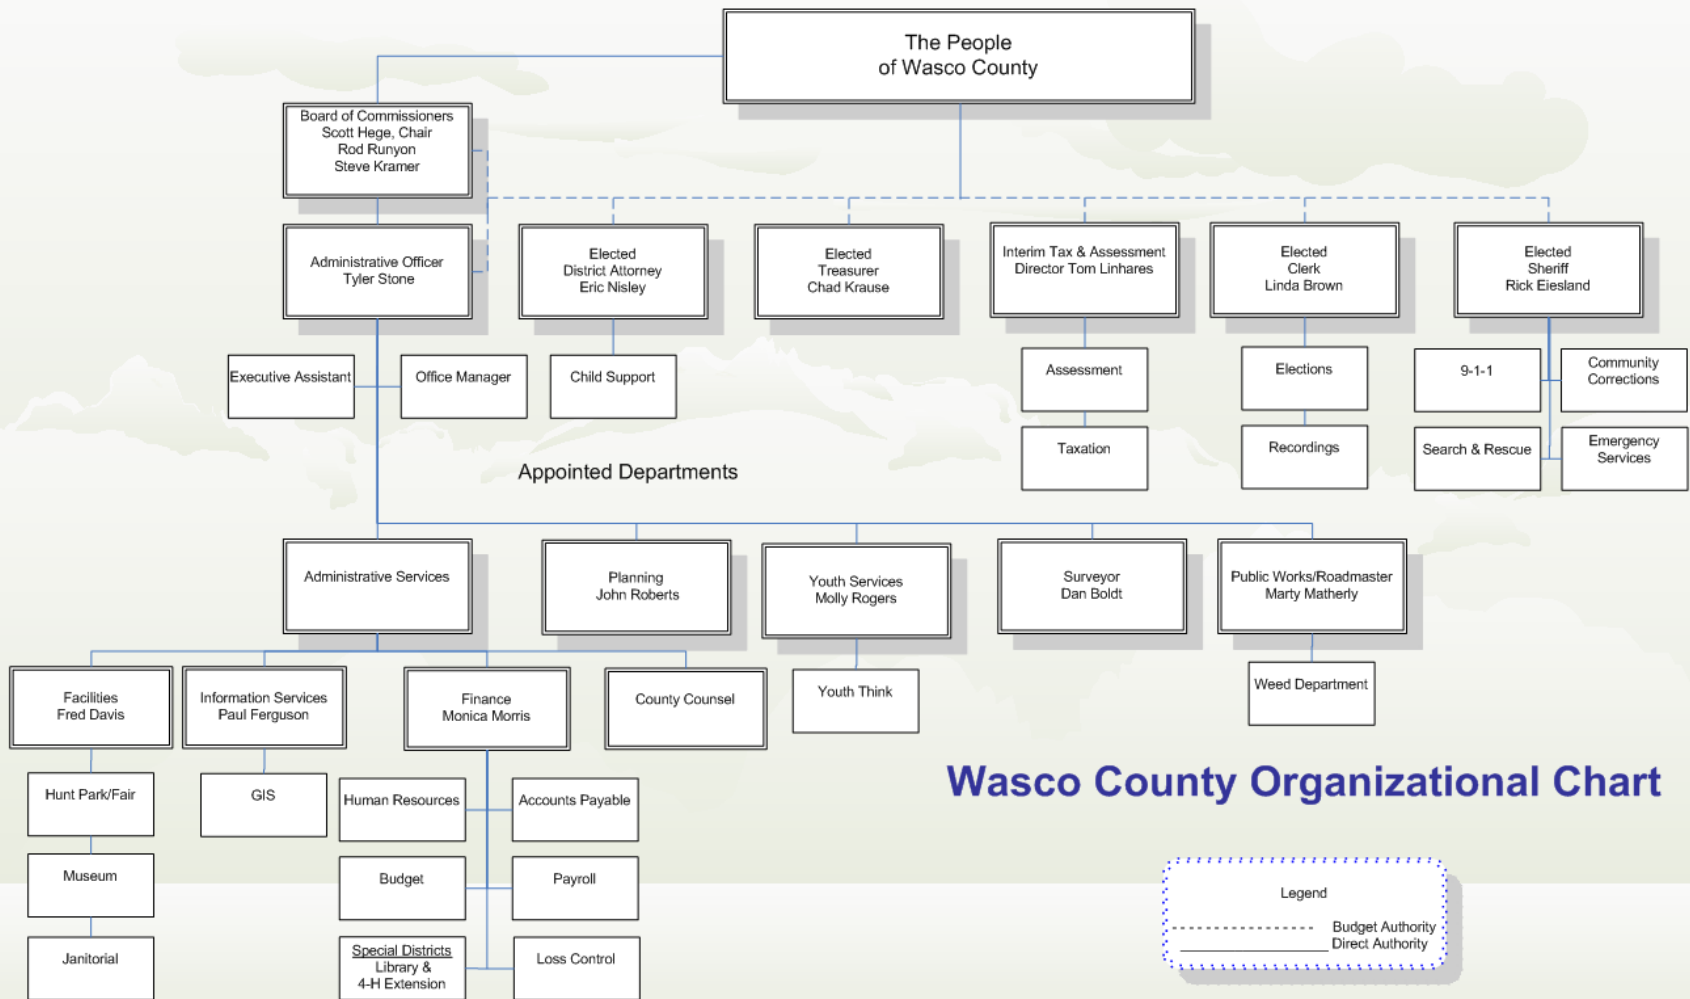 The People
of Wasco County
Board of Commissioners
Scott Hege, Chair
Rod Runyon
Steve Kramer
Administrative Officer
Tyler Stone
Elected
District Attorney
Eric Nisley
Elected
Treasurer
Chad Krause
Interim Tax & Assessment
Director Tom Linhares
Elected
Clerk
Linda Brown
Elected
Sheriff
Rick Eiesland
Executive Assistant
Office Manager
Child Support
Assessment
Elections
9-1-1
Community
Corrections
Taxation
Recordings
Search & Rescue
Emergency
Services
Appointed Departments
Administrative Services
Planning
John Roberts
Youth Services
Molly Rogers
Surveyor
Dan Boldt
Public Works/Roadmaster
Marty Matherly
Facilities
Fred Davis
Information Services
Paul Ferguson
Finance
Monica Morris
County Counsel
Youth Think
Weed Department
Hunt Park/Fair
GIS
Human Resources
Accounts Payable
Museum
Budget
Payroll
Janitorial
Special Districts
Library &
4-H Extension
Loss Control
Wasco County Organizational Chart
Legend
Budget Authority
Direct Authority